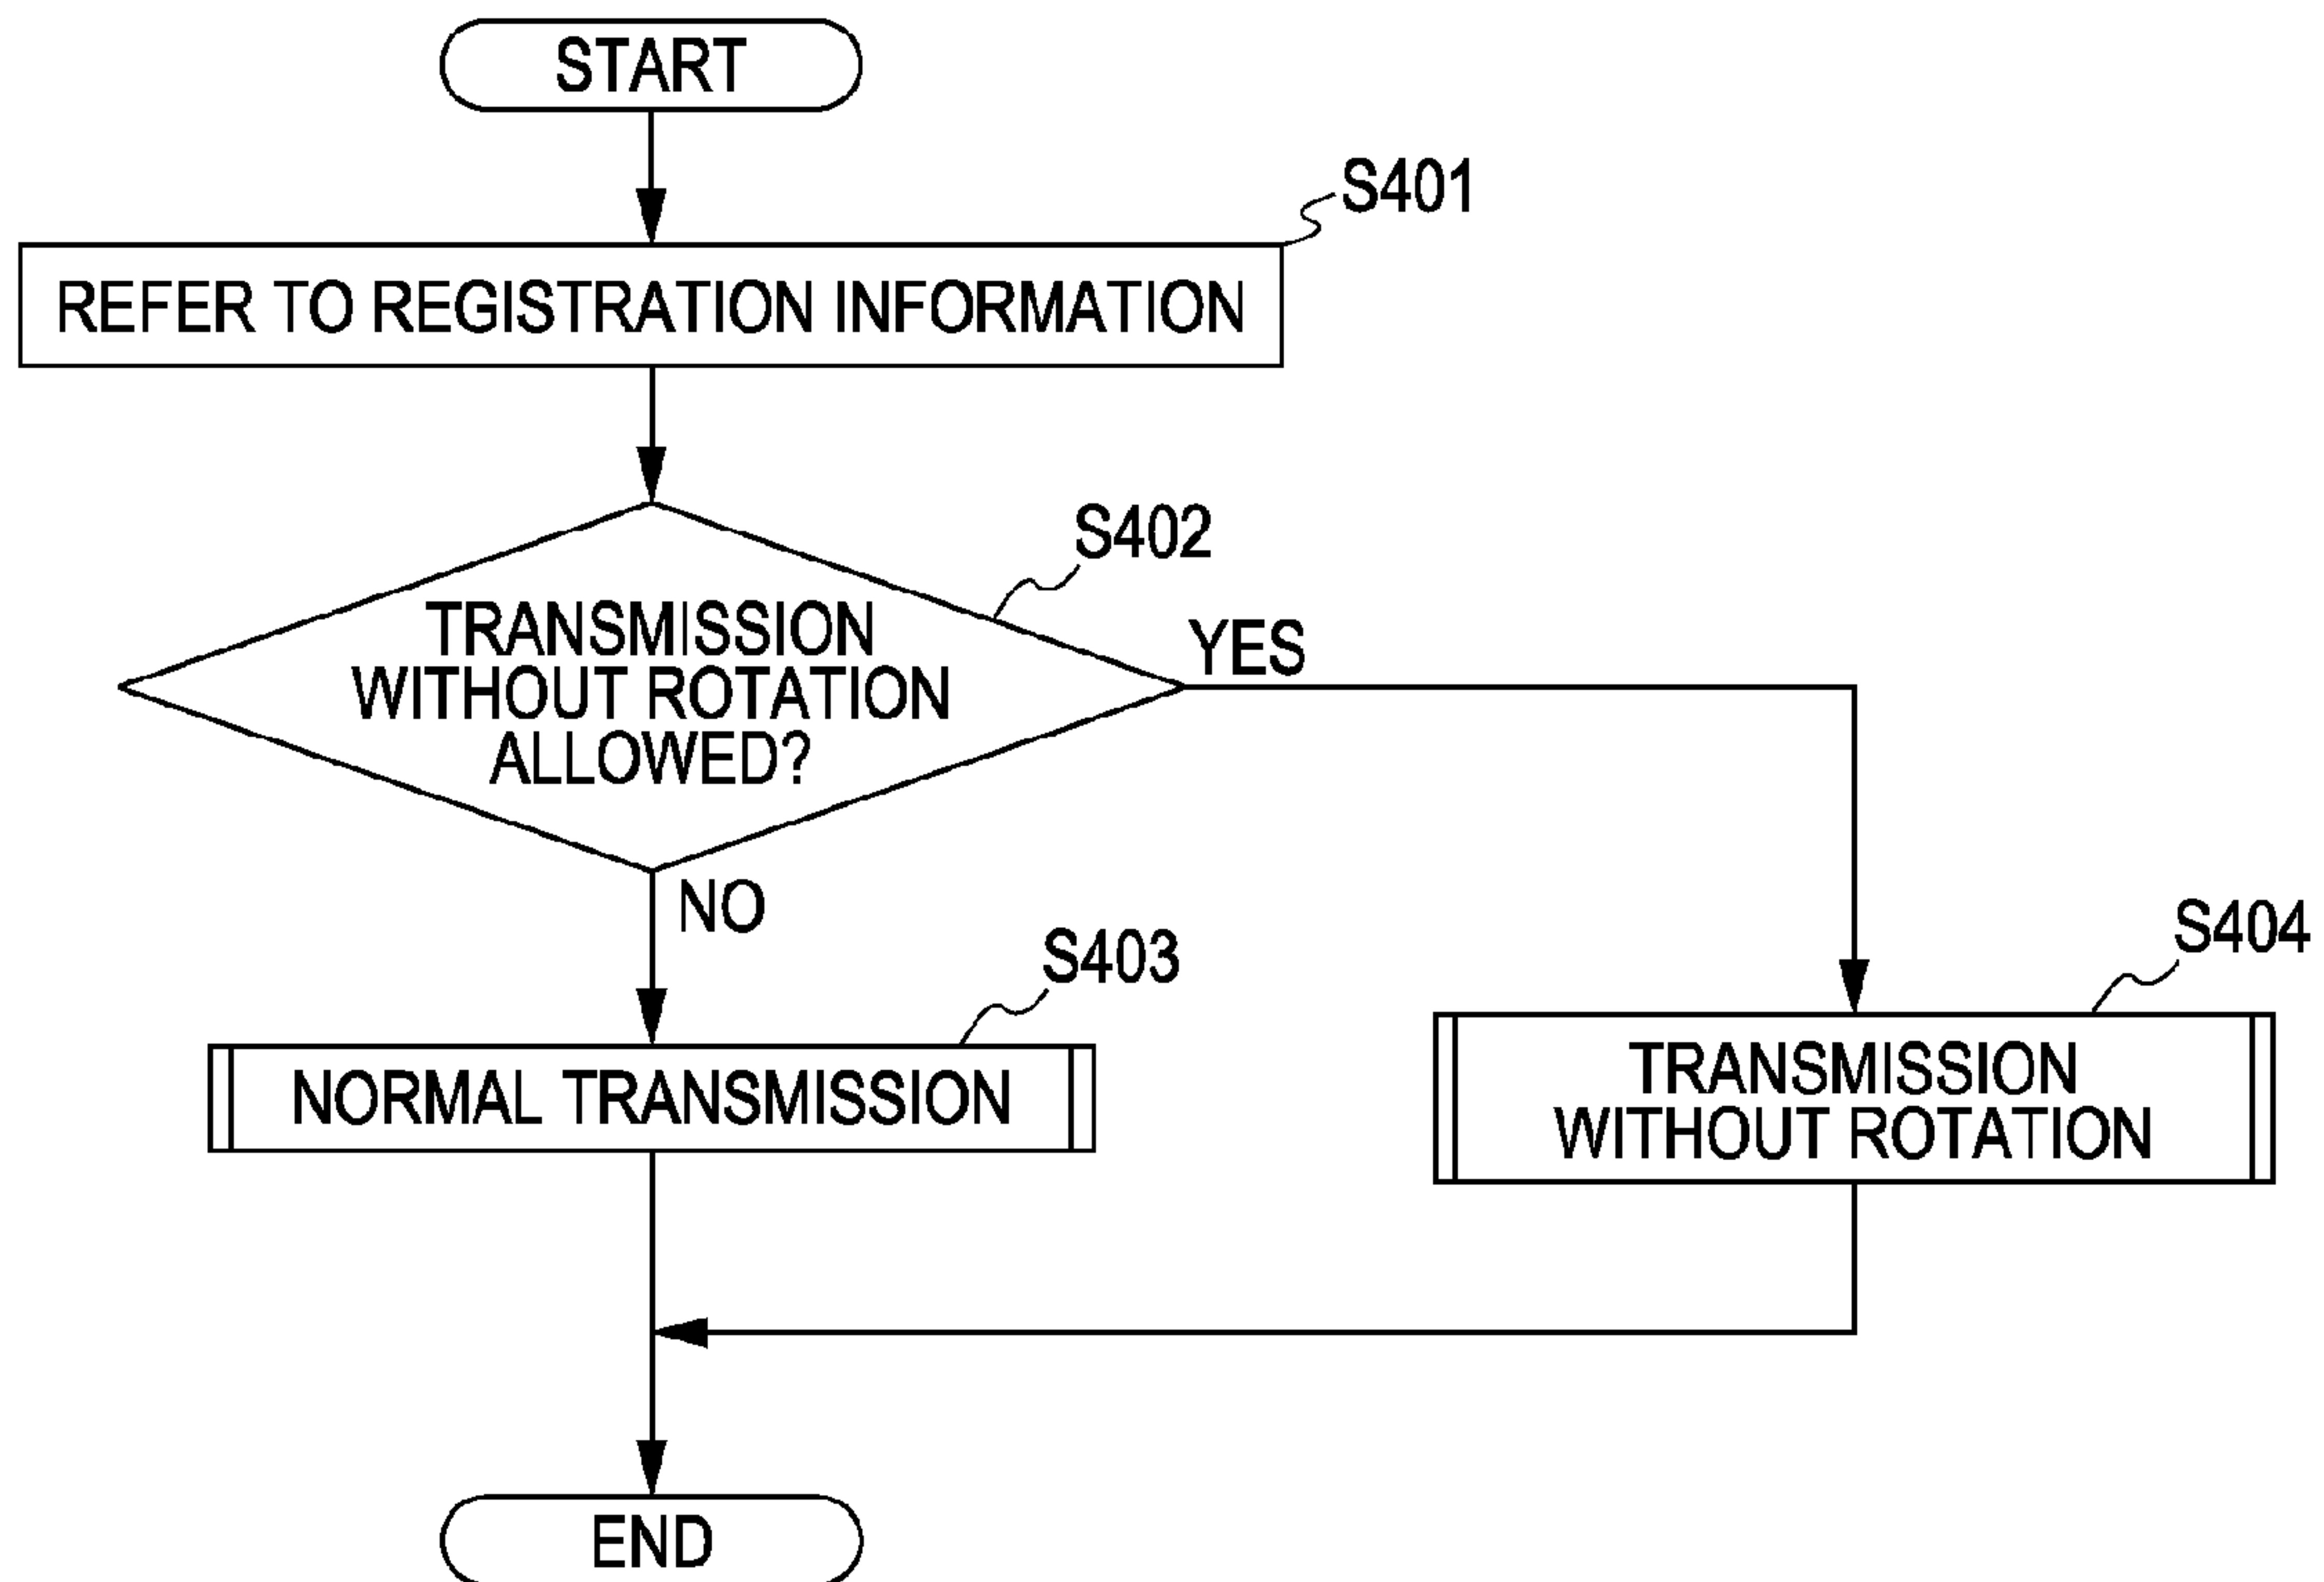 START
S401
REFER TO REGISTRATION INFORMATION
S402
TRANSMISSION
WITHOUT ROTATION
ALLOWED?
YES
NO
S403
NORMAL TRANSMISSION
S404
TRANSMISSION
WITHOUT ROTATION
END